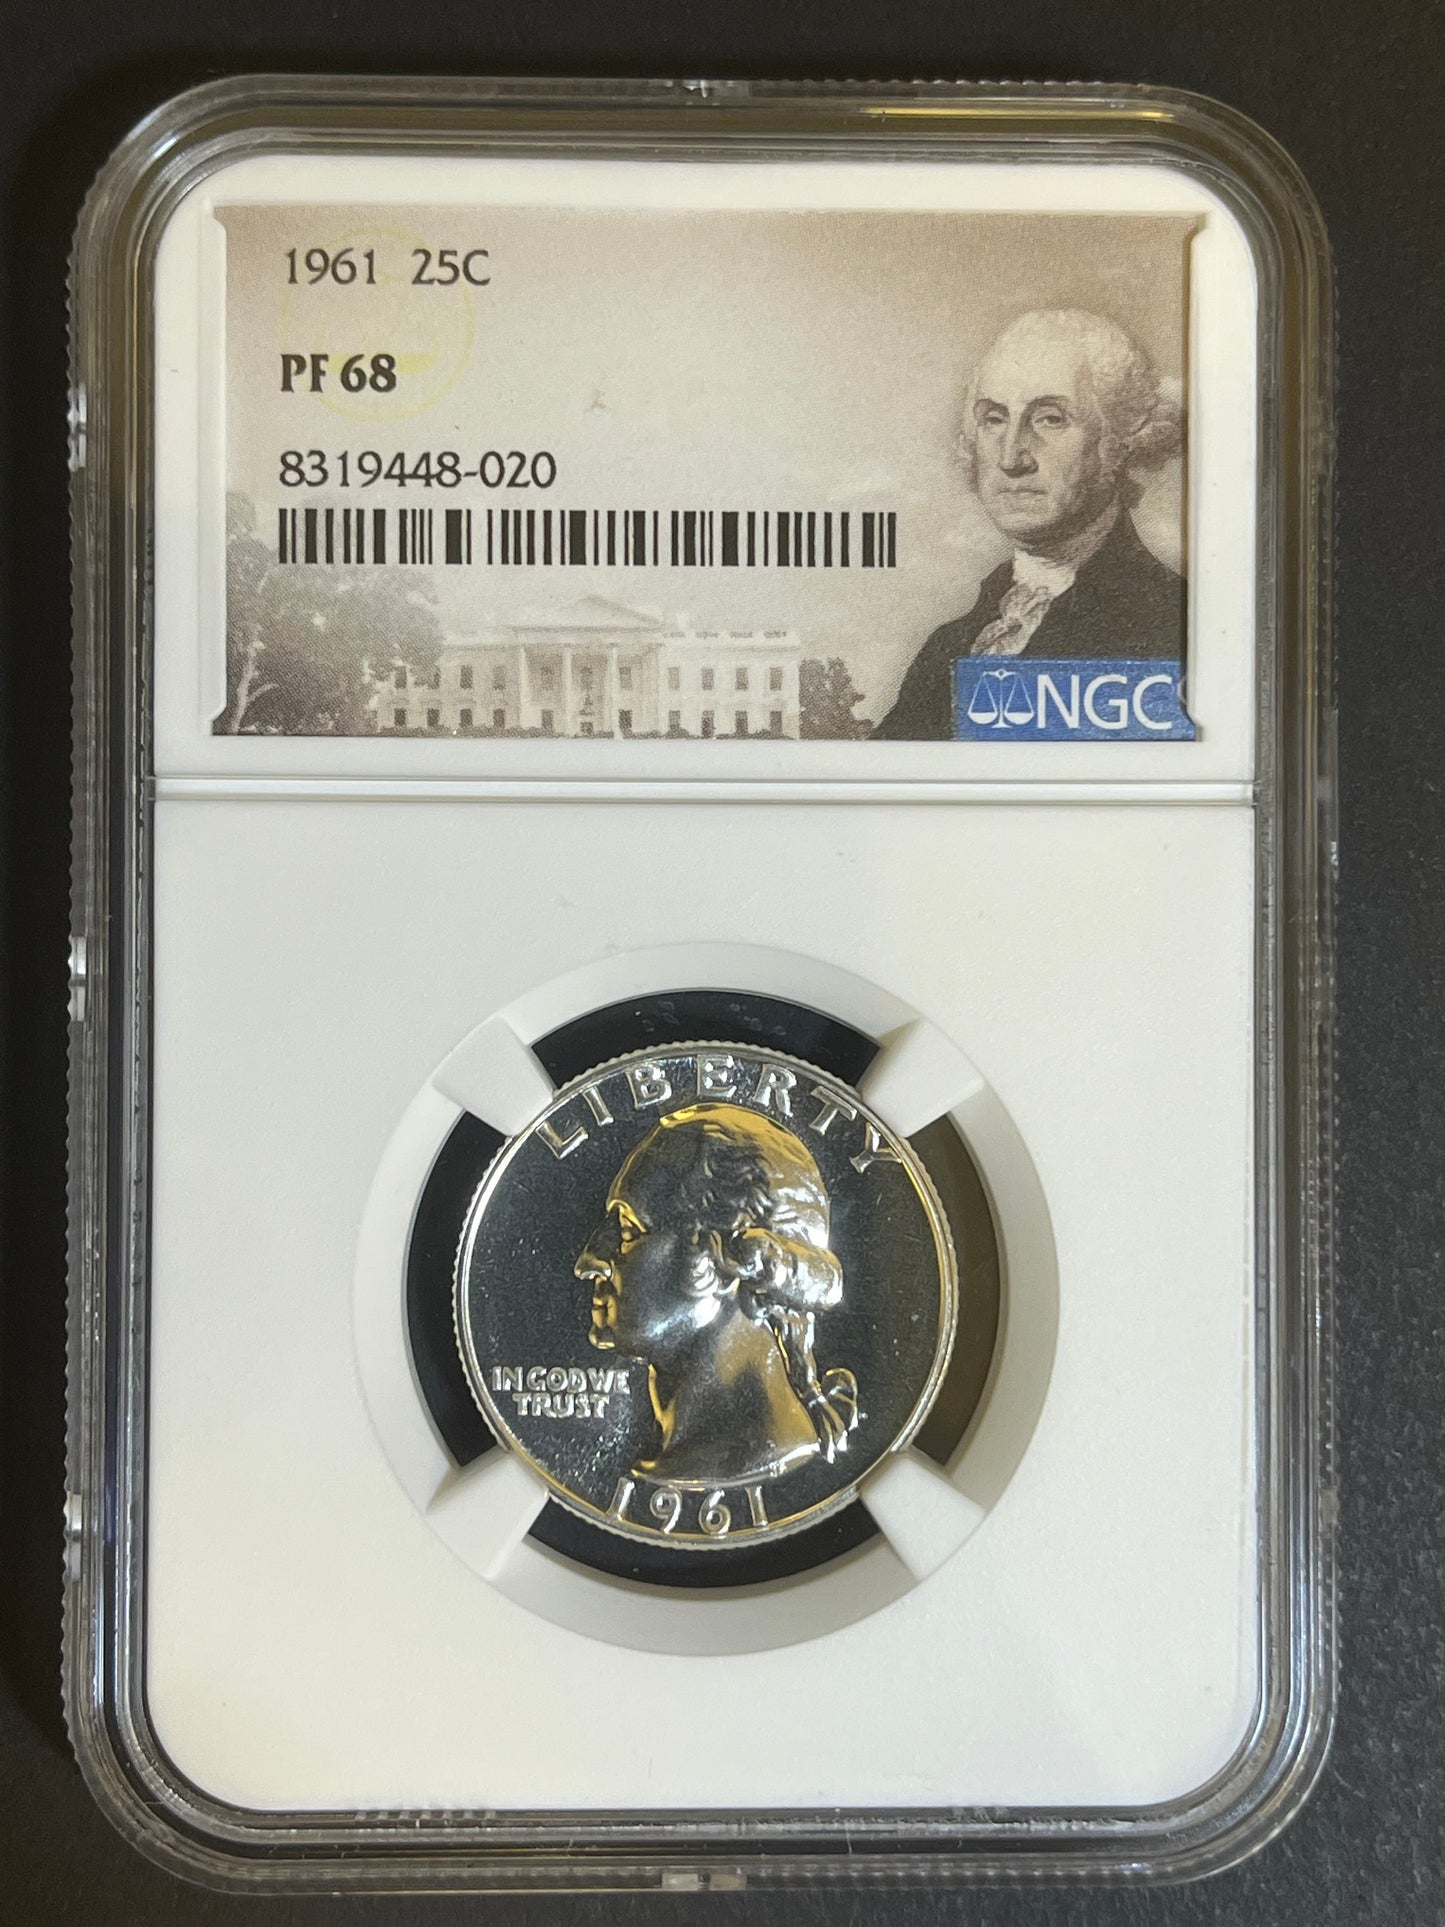 1961 25C
PF 68
8319448-020
NGC
LIBERTY
IN GOD WE
TRUST
1961